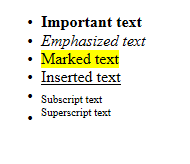 • Important text
• Emphasized text
• Marked text
• Inserted text
• Subscript text
• Superscript text